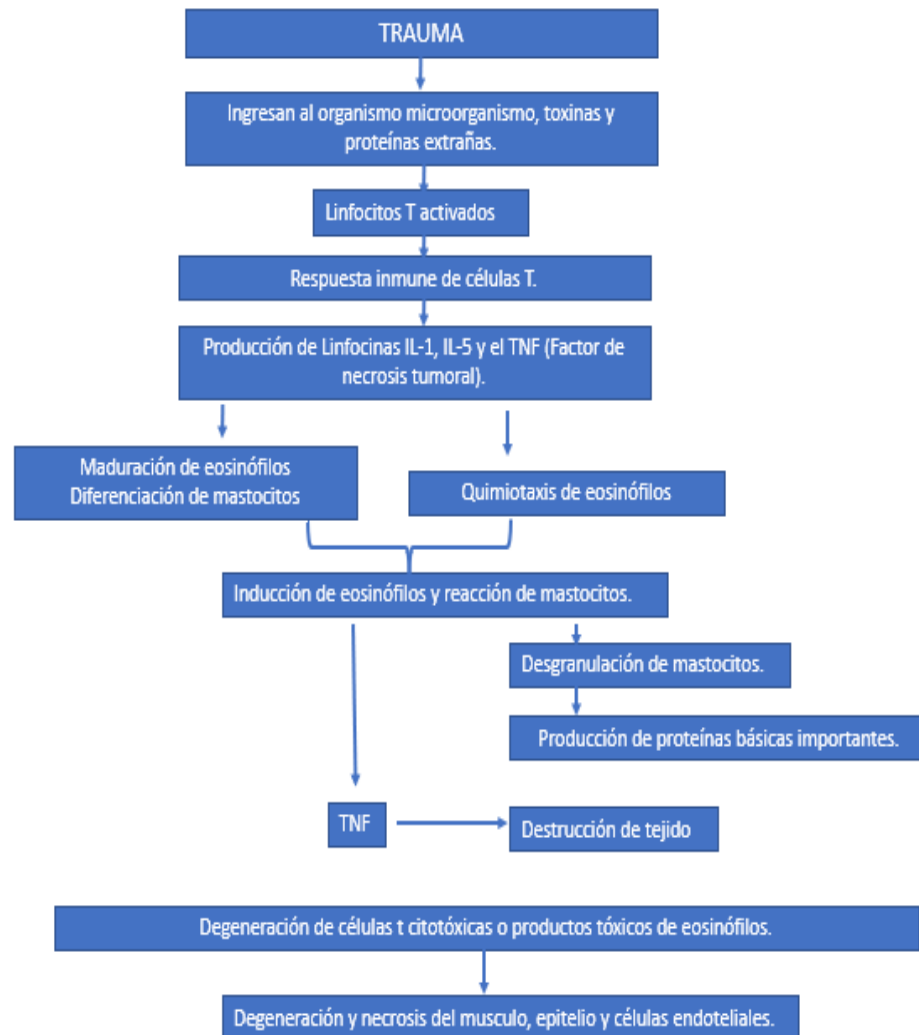 TRAUMA
Ingresan al organismo microorganismo, toxinas y
proteínas extrañas.
Linfocitos T activados
Respuesta inmune de células T.
Producción de Linfocinas IL-1, IL-5 y el TNF (Factor de
necrosis tumoral).
Maduración de eosinófilos
Diferenciación de mastocitos
Quimiotaxis de eosinófilos
Inducción de eosinófilos y reacción de mastocitos.
Desgranulación de mastocitos.
Producción de proteínas básicas importantes.
TNF
Destrucción de tejido
Degeneración de células t citotóxicas o productos tóxicos de eosinófilos.
Degeneración y necrosis del musculo, epitelio y células endoteliales.